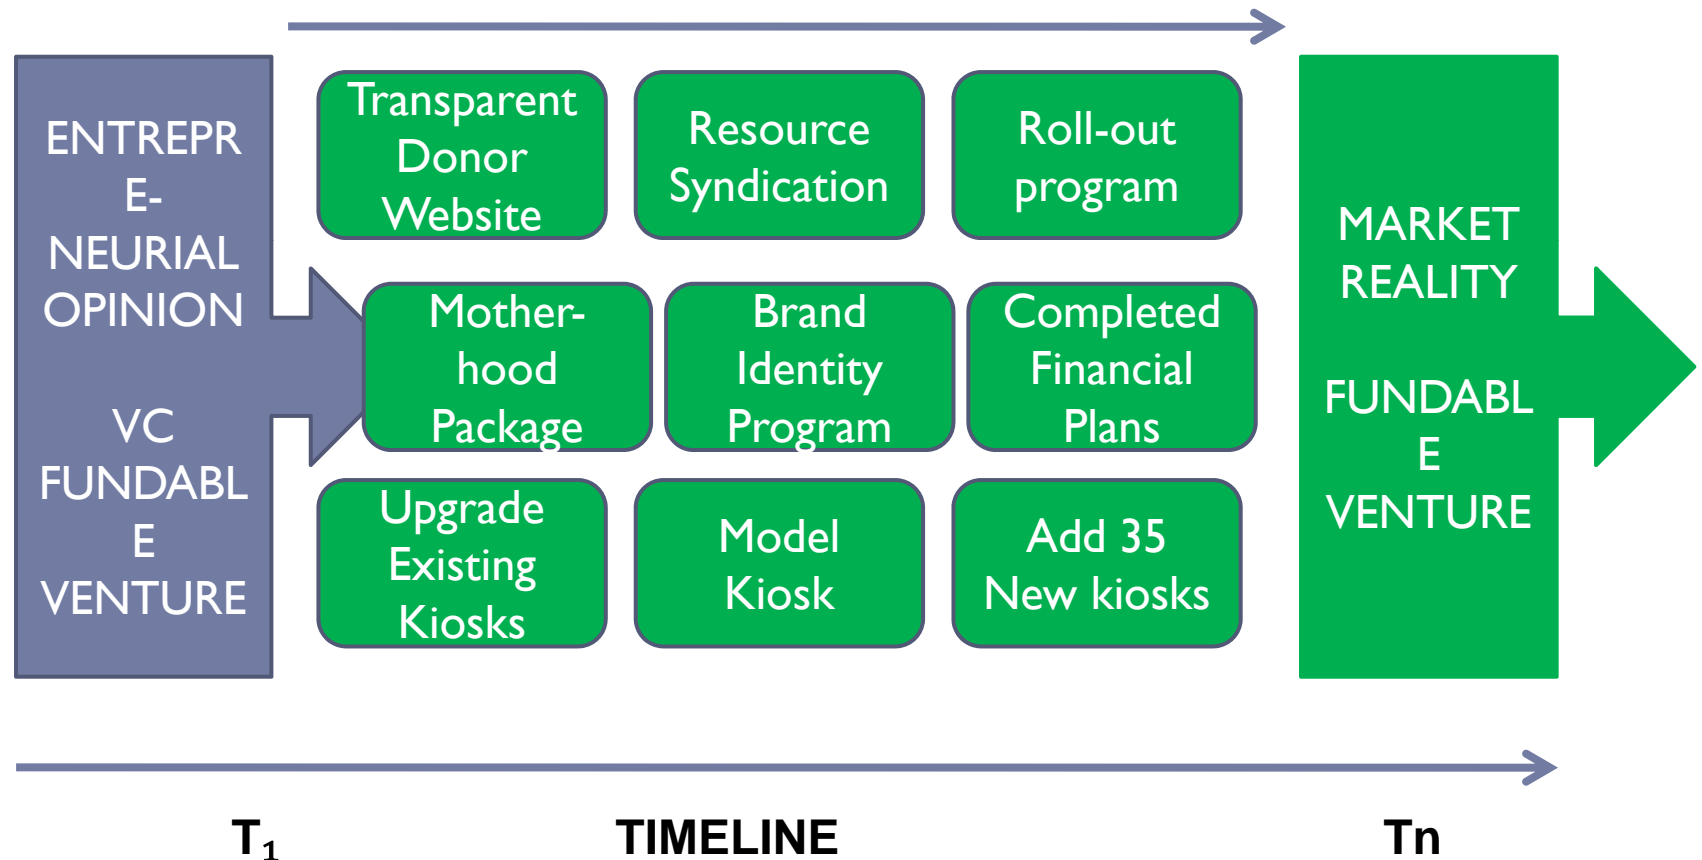 ENTREPR
E-
NEURIAL
OPINION
VC
FUNDABL
E
VENTURE
Transparent
Donor
Website
Resource
Syndication
Roll-out
program
Mother-
hood
Package
Brand
Identity
Program
Completed
Financial
Plans
Upgrade
Existing
Kiosks
Model
Kiosk
Add 35
New kiosks
MARKET
REALITY
FUNDABL
E
VENTURE
T₁ TIMELINE Tn